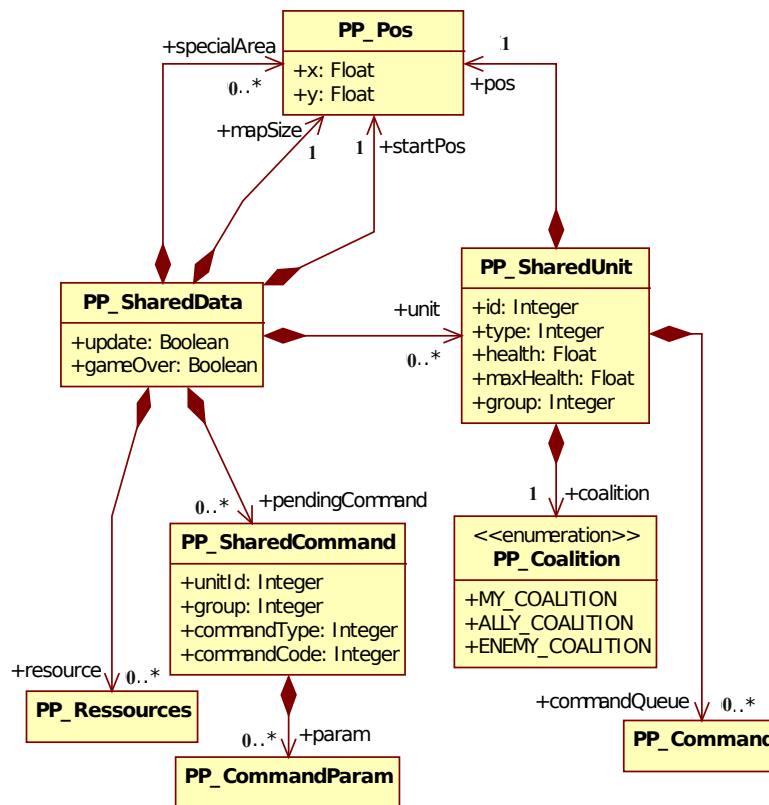 PP_Pos
+x: Float
+y: Float
+specialArea
0..*
1
+pos
+mapSize
1
1
+startPos
PP_SharedData
+update: Boolean
+gameOver: Boolean
+unit
0..*
PP_SharedUnit
+id: Integer
+type: Integer
+health: Float
+maxHealth: Float
+group: Integer
0..*
+pendingCommand
1
+coalition
PP_SharedCommand
+unitId: Integer
+group: Integer
+commandType: Integer
+commandCode: Integer
<<enumeration>>
PP_Coalition
+MY_COALITION
+ALLY_COALITION
+ENEMY_COALITION
+resource
0..*
PP_Ressources
0..*
+param
PP_CommandParam
+commandQueue
0..*
PP_Command